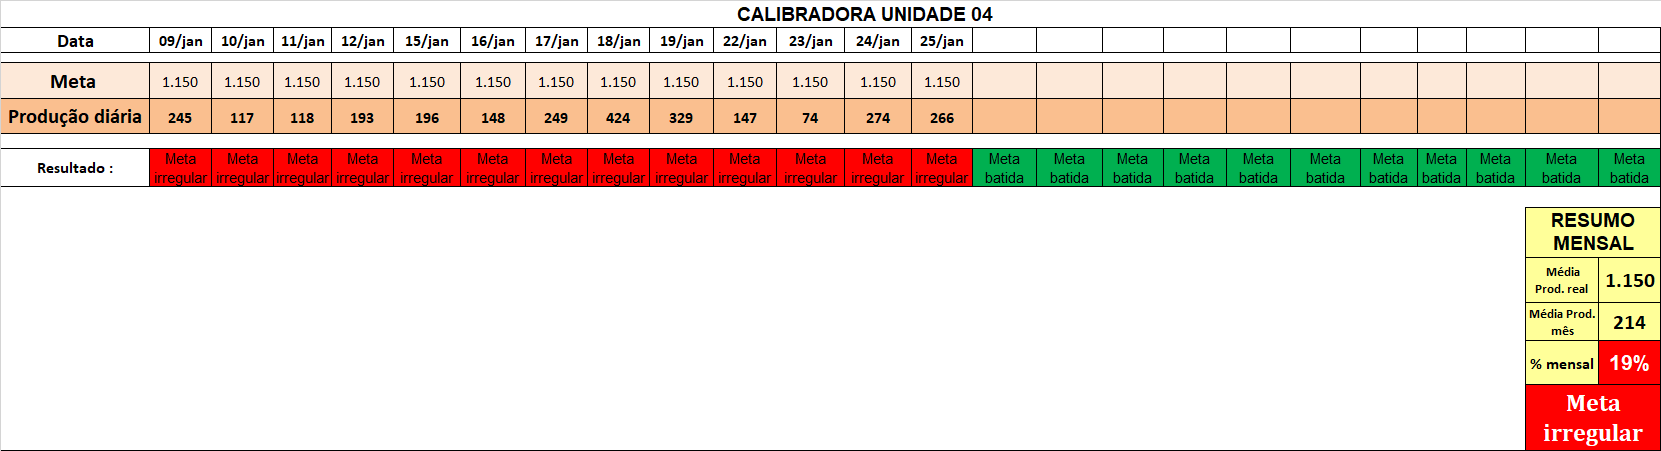 CALIBRADORA UNIDADE 04
Data 09/jan 10/jan 11/jan 12/jan 15/jan 16/jan 17/jan 18/jan 19/jan 22/jan 23/jan 24/jan 25/jan
Meta 1.150 1.150 1.150 1.150 1.150 1.150 1.150 1.150 1.150 1.150 1.150 1.150 1.150
Produção diária 245 117 118 193 196 148 249 424 329 147 74 274 266
Resultado : Meta irregular Meta irregular Meta irregular Meta irregular Meta irregular Meta irregular Meta irregular Meta irregular Meta irregular Meta irregular Meta irregular Meta irregular Meta irregular Meta batida Meta batida Meta batida Meta batida Meta batida Meta batida Meta batida Meta batida Meta batida Meta batida Meta batida
RESUMO
MENSAL
Média
Prod. real 1.150
Média Prod.
mês 214
% mensal 19%
Meta
irregular